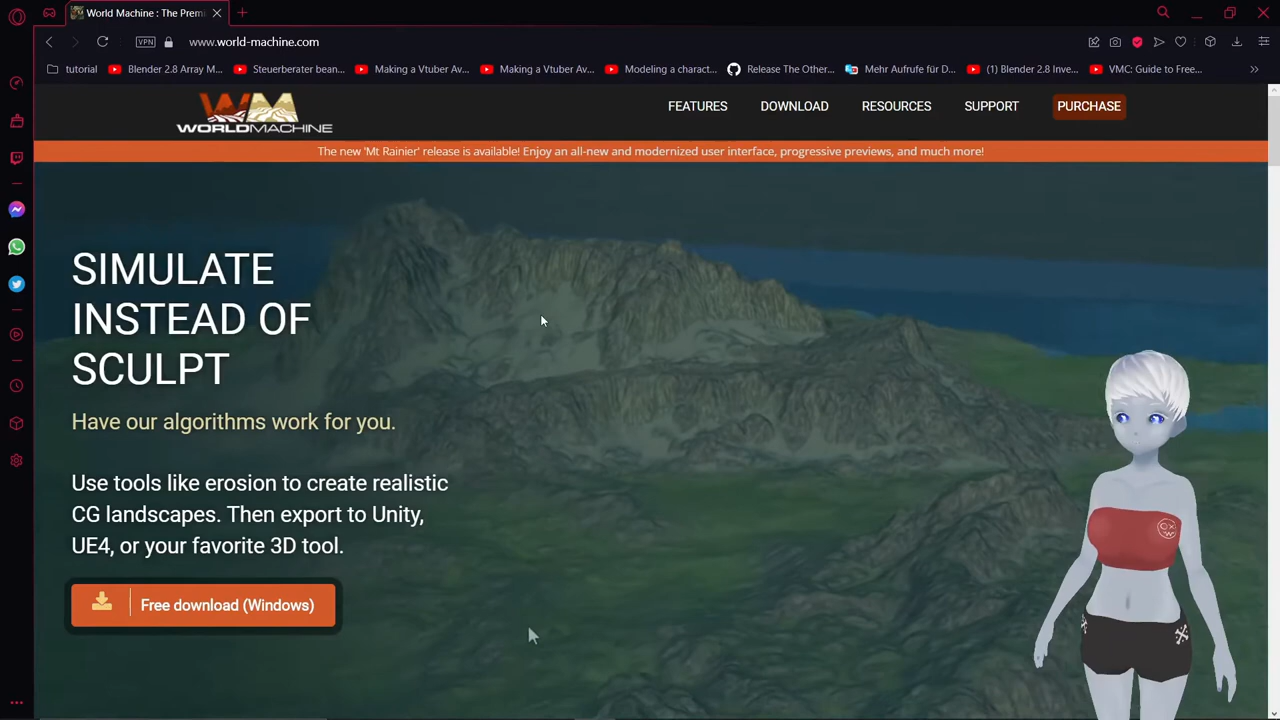 World Machine : The Premi
VPN
www.world-machine.com
tutorial
Blender 2.8 Array M...
Steuerberater bean...
Making a Vtuber Av...
Making a Vtuber Av...
Modeling a charact...
Release The Other...
Mehr Aufrufe für D...
(1) Blender 2.8 Inve...
VMC: Guide to Free...
WM
WORLDMACHINE
FEATURES
DOWNLOAD
RESOURCES
SUPPORT
PURCHASE
The new 'Mt Rainier' release is available! Enjoy an all-new and modernized user interface, progressive previews, and much more!
SIMULATE
INSTEAD OF
SCULPT
Have our algorithms work for you.
Use tools like erosion to create realistic
CG landscapes. Then export to Unity,
UE4, or your favorite 3D tool.
Free download (Windows)